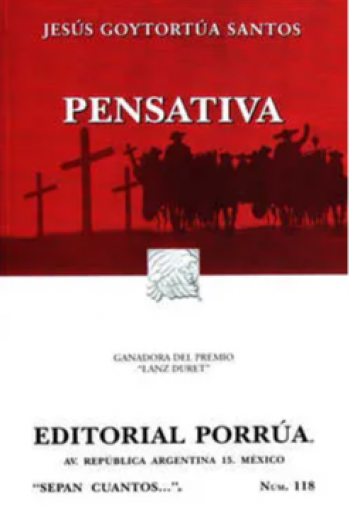 JESÚS GOYTORTÚA SANTOS
PENSATIVA
GANADORA DEL PREMIO
"LANZ DURET"
EDITORIAL PORRÚA
AV. REPÚBLICA ARGENTINA 15. MÉXICO
"SEPAN CUANTOS...". NÚM. 118